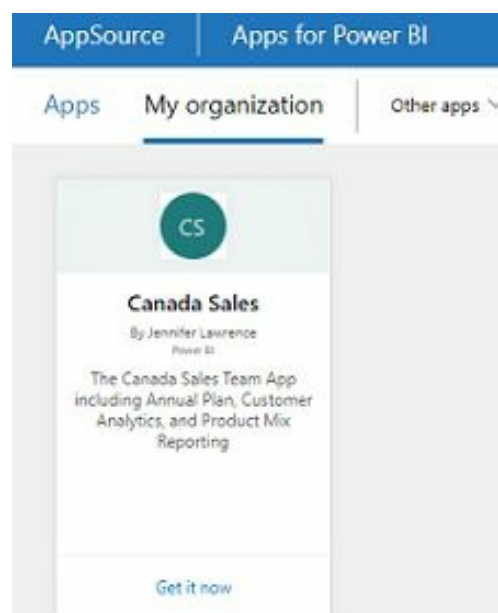 AppSource Apps for Power BI
Apps My organization Other apps
CS
Canada Sales
By Jennifer Lawrence
Power BI
The Canada Sales Team App
including Annual Plan, Customer
Analytics, and Product Mix
Reporting
Get it now